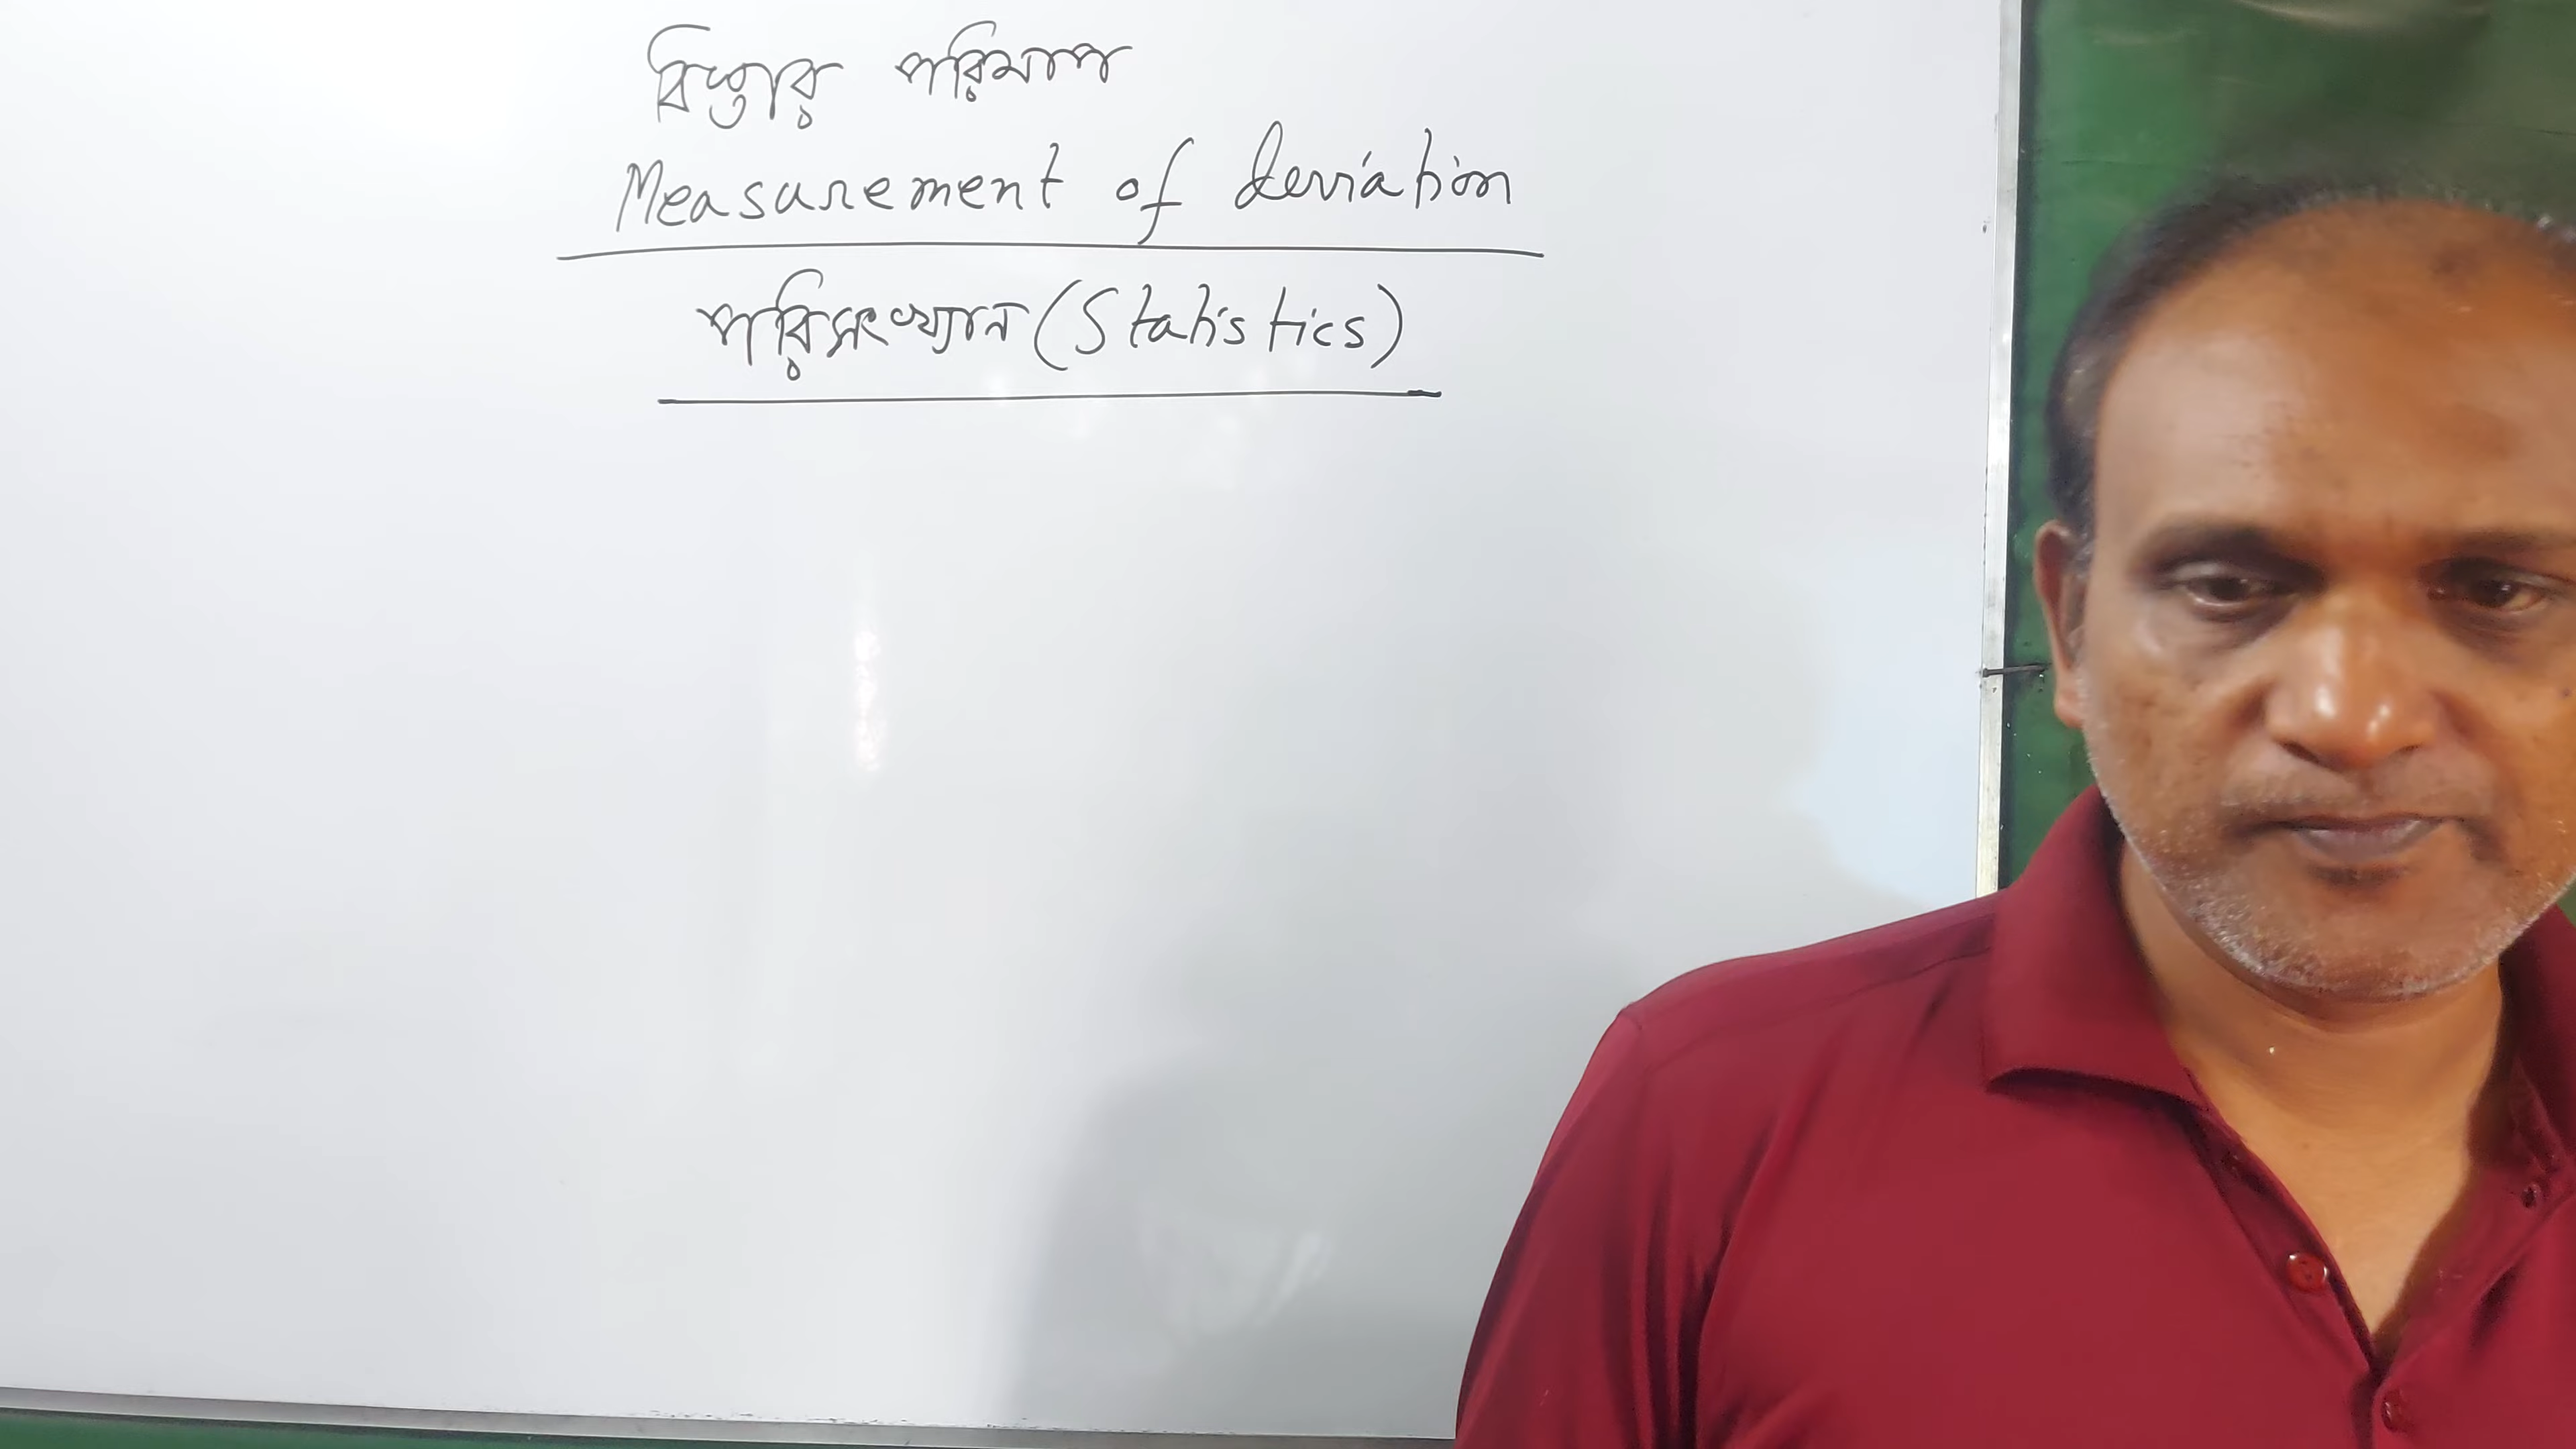 বিস্তার পরিমাপ
Measurement of deviation
পরিসংখ্যান (Statistics)